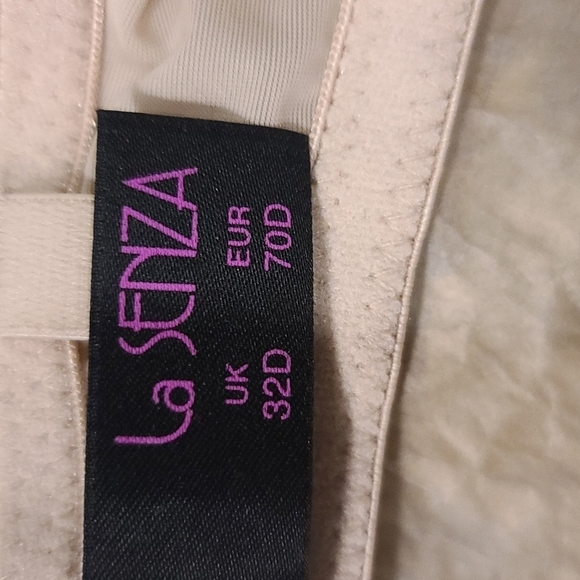 La SENZA
UK EUR
32D 70D